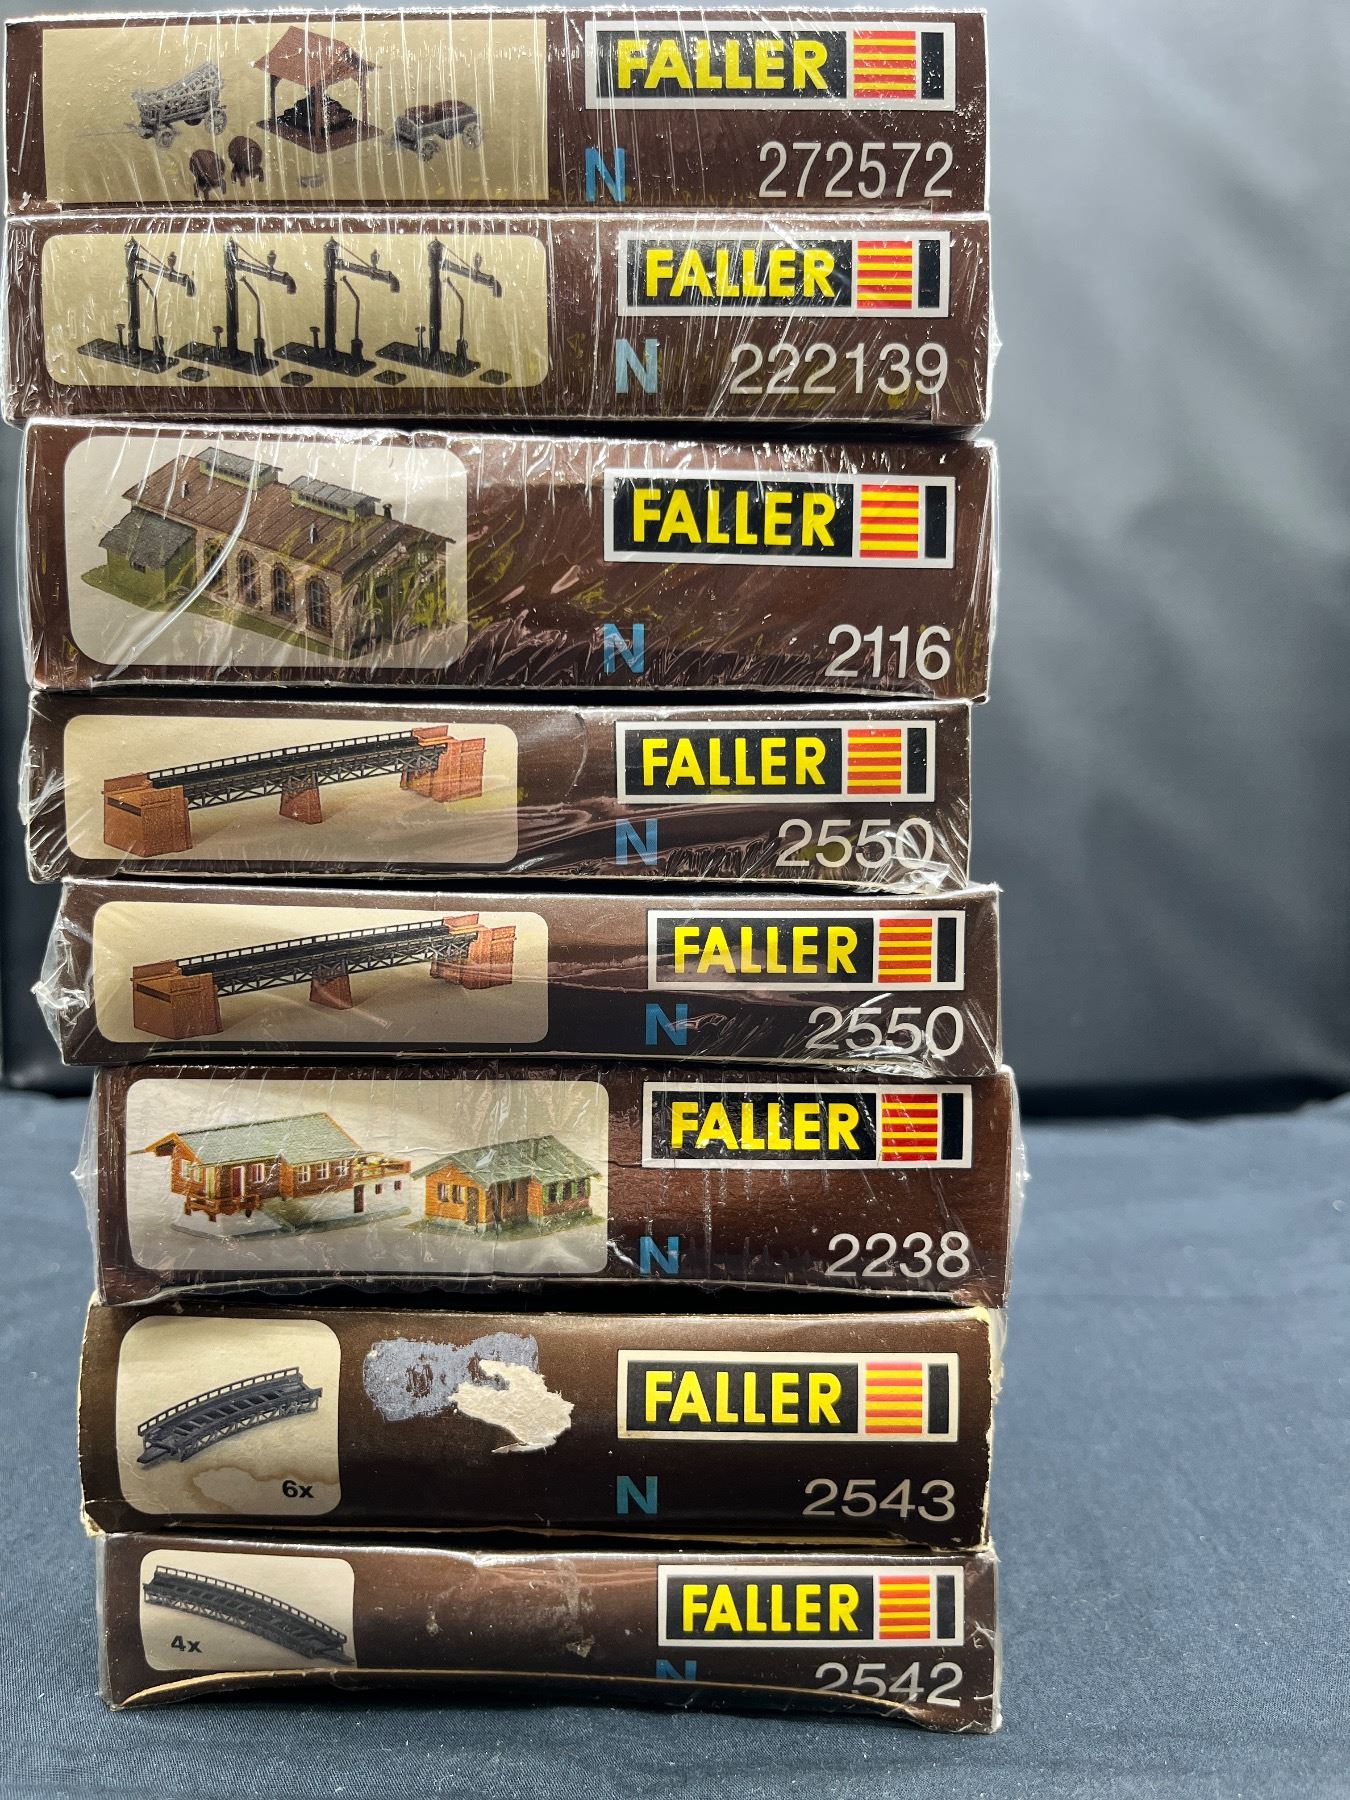 FALLER
N 272572
FALLER
N 222139
FALLER
N 2116
FALLER
N 2550
FALLER
N 2550
FALLER
N 2238
FALLER
6x
N 2543
FALLER
4x
N 2542